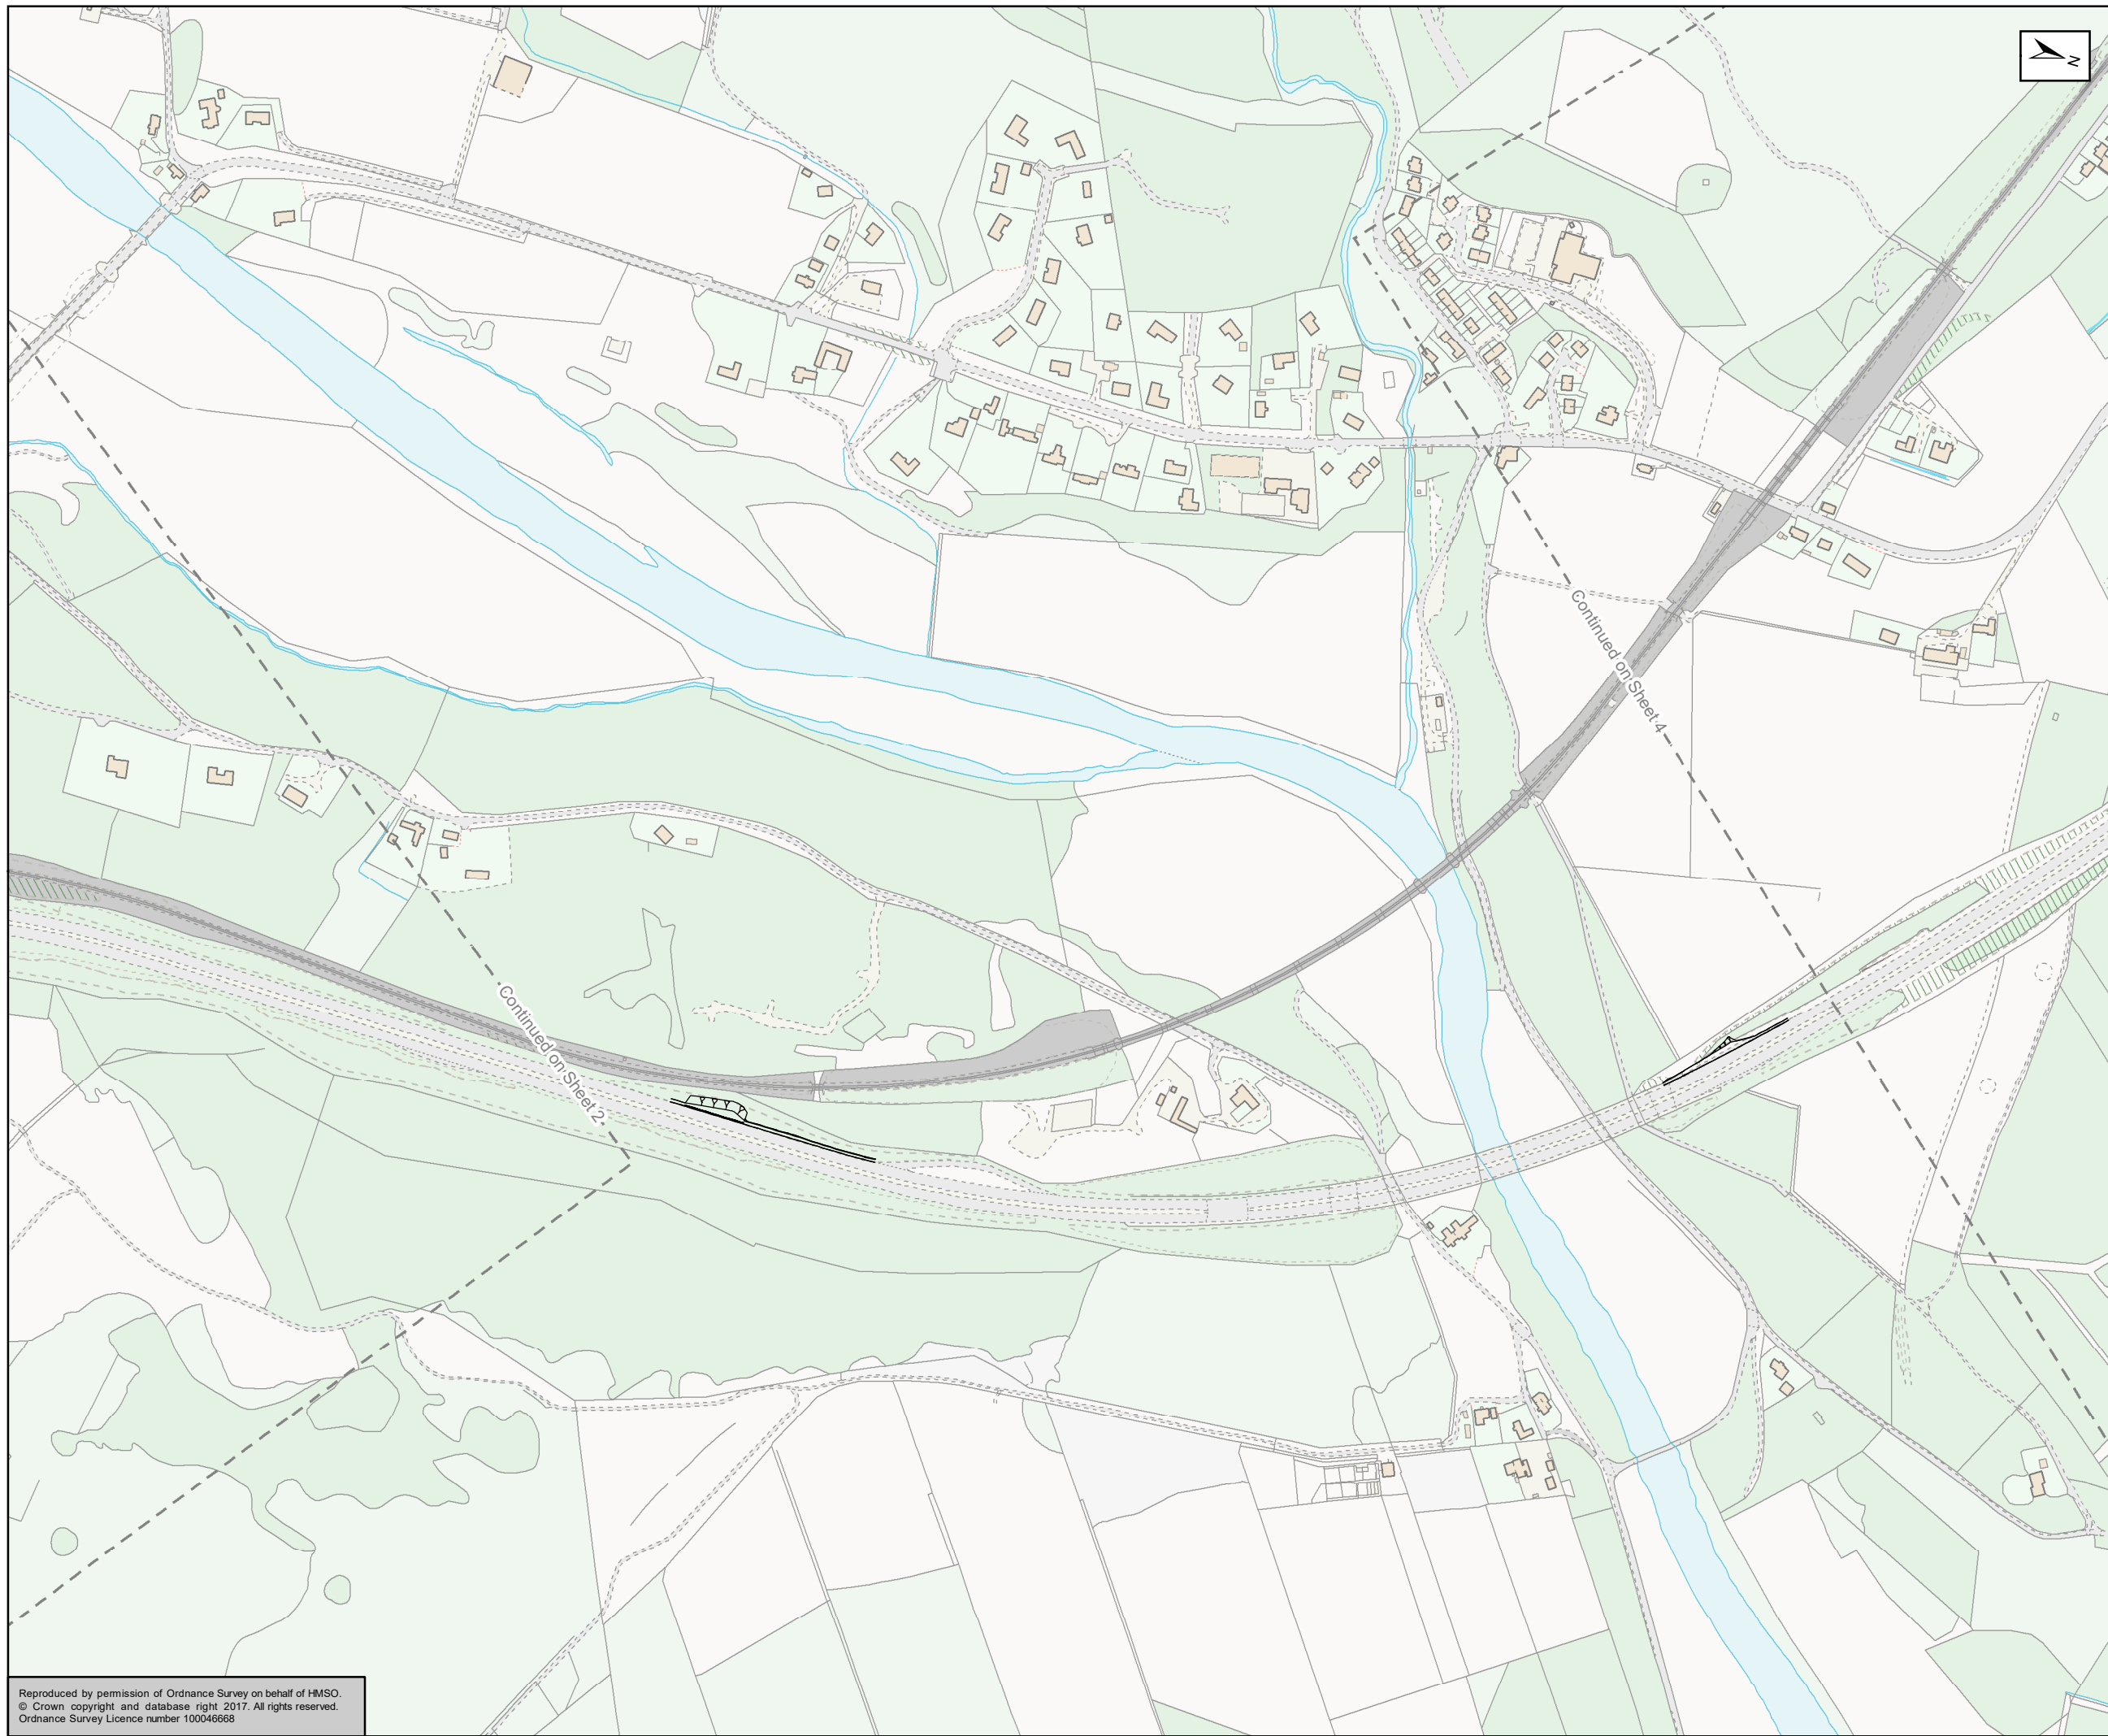 N
Continued on Sheet 4
Continued on Sheet 2
Reproduced by permission of Ordnance Survey on behalf of HMSO.
© Crown copyright and database right 2017. All rights reserved.
Ordnance Survey Licence number 100046668